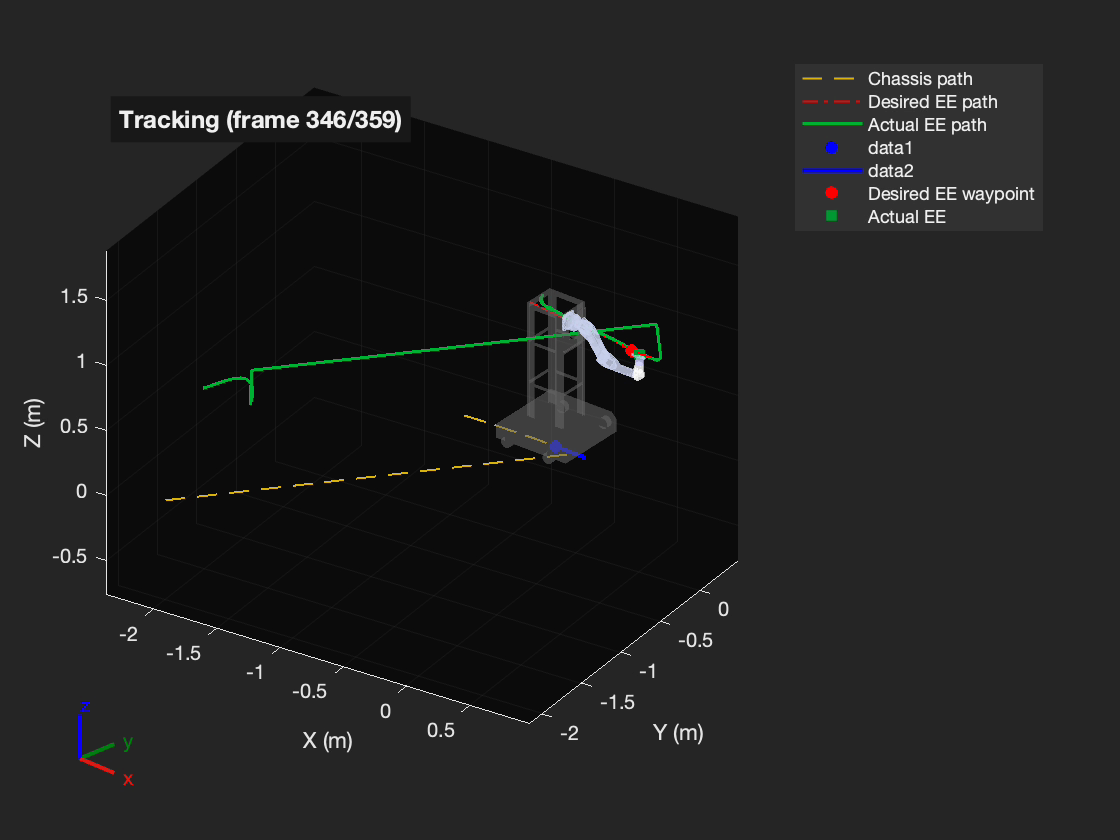 Tracking (frame 346/359)
Chassis path
Desired EE path
Actual EE path
data1
data2
Desired EE waypoint
Actual EE
1.5
1
0.5
0
-0.5
Z (m)
-2
-1.5
-1
-0.5
0
0.5
X (m)
0
-0.5
-1
-1.5
-2
Y (m)
z
y
x